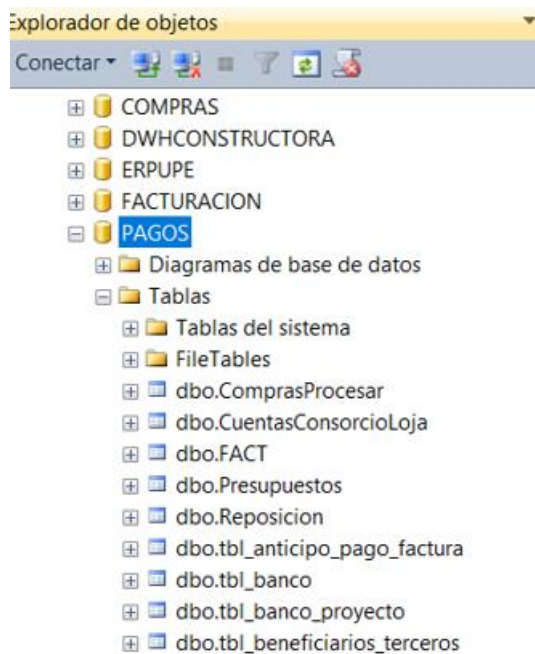 Explorador de objetos
Conectar
COMPRAS
DWHCONSTRUCTORA
ERPUPE
FACTURACION
PAGOS
Diagramas de base de datos
Tablas
Tablas del sistema
FileTables
dbo.ComprasProcesar
dbo.CuentasConsorcioLoja
dbo.FACT
dbo.Presupuestos
dbo.Reposicion
dbo.tbl_anticipo_pago_factura
dbo.tbl_banco
dbo.tbl_banco_proyecto
dbo.tbl_beneficiarios_terceros